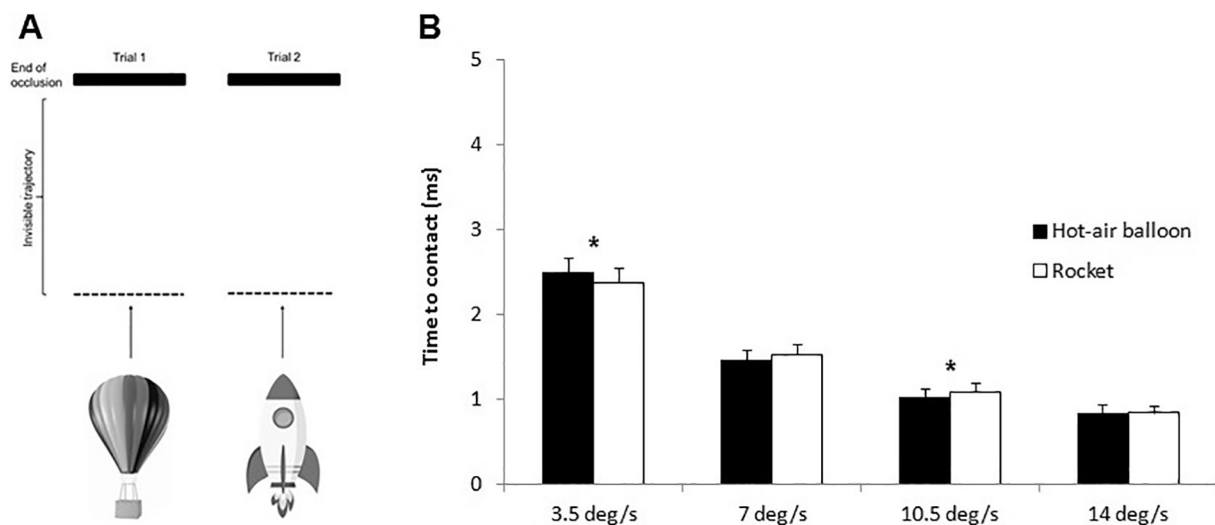 A
Trial 1
Trial 2
End of
occlusion
Invisible trajectory
B
5
4
3
2
1
0
Time to contact (ms)
*
*
Hot-air balloon
Rocket
3.5 deg/s
7 deg/s
10.5 deg/s
14 deg/s